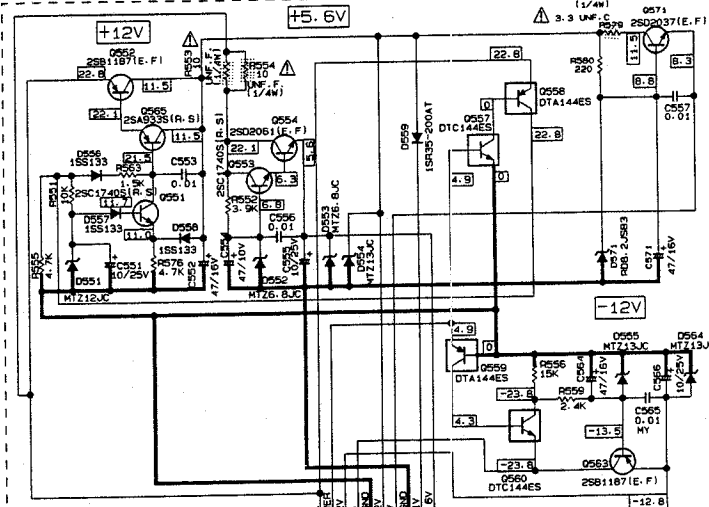 +12V
+5.6V
(1/4W)
Q571
2SD2037(E.F)
3.3 UNF.C
R579
Q552
2SB1187(E.F)
22.8
11.5
R553
10
UNF.F
(1/4W)
R554
10
UNF.F
(1/4W)
22.8
R580
220
11.5
8.3
8.8
22.1
Q565
2SA933S(R.S)
11.5
Q554
2SD2061(E.F)
22.1
5.6
D559
1SR35-200AT
Q557
DTC144ES
0
Q558
DTA144ES
22.8
C557
0.01
D556
1SS133
21.5
R563
1.5K
C553
0.01
2SC1740S(R.S)
Q553
6.3
4.9
0
R551
10K
2SC1740S(R.S)
11.7
Q551
D557
1SS133
11.0
D558
1SS133
R552
3.9K
6.8
C556
0.01
D553
MTZ6.8JC
D554
MTZ13JC
D571
RD8.2JSB3
C571
47/16V
R555
4.7K
D551
MTZ12JC
C551
10/25V
R576
4.7K
C552
47/16V
47/10V
D552
MTZ6.8JC
C555
10/25V
-12V
4.9
0
Q559
DTA144ES
R556
15K
C564
47/16V
D555
MTZ13JC
C566
10/25V
D564
MTZ13J
-23.8
R559
2.4K
C565
0.01
MY
4.3
-13.5
-23.8
Q560
DTC144ES
Q563
2SB1187(E.F)
-12.8
GND
GND
6V